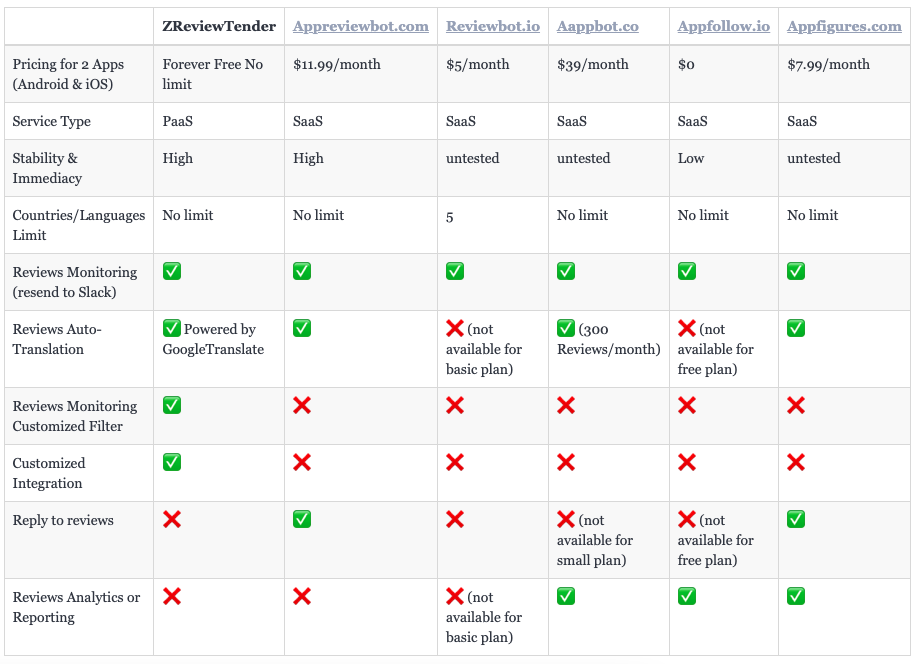 ZReviewTender Appreviewbot.com Reviewbot.io Aappbot.co Appfollow.io Appfigures.com
Pricing for 2 Apps Forever Free No $11.99/month $5/month $39/month $0 $7.99/month
(Android & iOS) limit
Service Type PaaS SaaS SaaS SaaS SaaS SaaS
Stability & High High untested untested Low untested
Immediacy
Countries/Languages No limit No limit 5 No limit No limit No limit
Limit
Reviews Monitoring ✅ ✅ ✅ ✅ ✅ ✅
(resend to Slack)
Reviews Auto- ✅ Powered by ✅ ❌ (not ✅ (300 ❌ (not ✅
Translation GoogleTranslate available for Reviews/month) available for
basic plan) free plan)
Reviews Monitoring ✅ ❌ ❌ ❌ ❌ ❌
Customized Filter
Customized ✅ ❌ ❌ ❌ ❌ ❌
Integration
Reply to reviews ❌ ✅ ❌ ❌ (not ❌ (not ✅
available for available for
small plan) free plan)
Reviews Analytics or ❌ ❌ ❌ (not ✅ ✅ ✅
Reporting available for
basic plan)